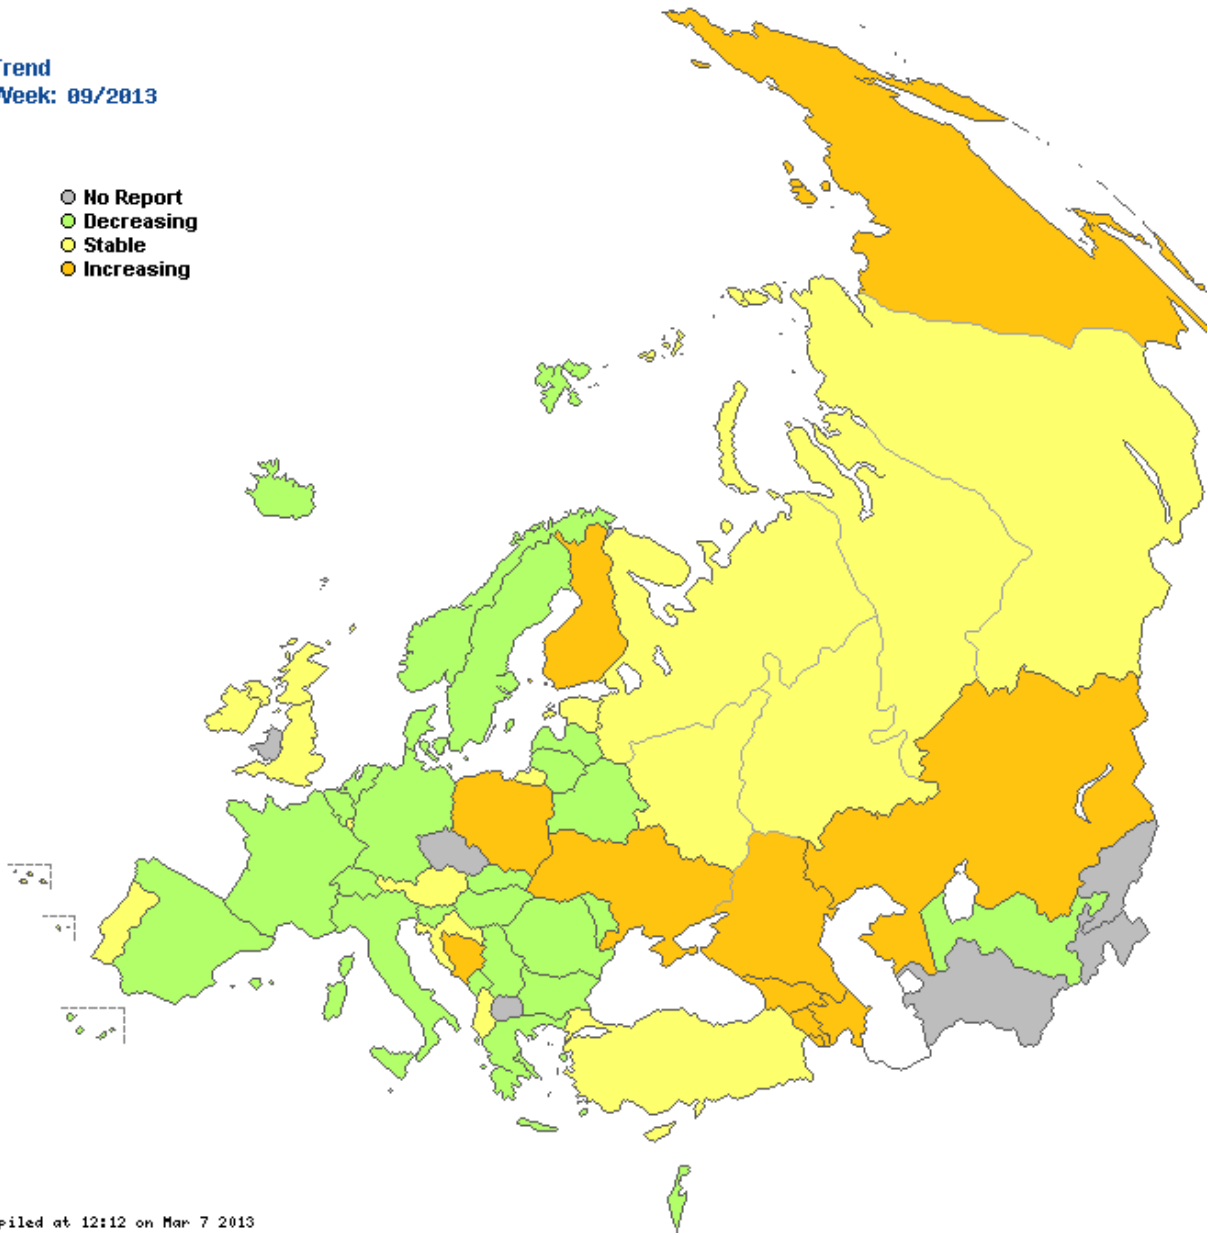 Trend
Week: 09/2013
No Report
Decreasing
Stable
Increasing
piled at 12:12 on Mar 7 2013